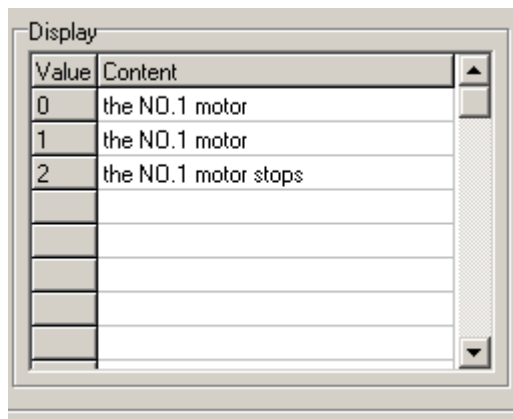 Display
Value Content
0 the NO.1 motor
1 the NO.1 motor
2 the NO.1 motor stops